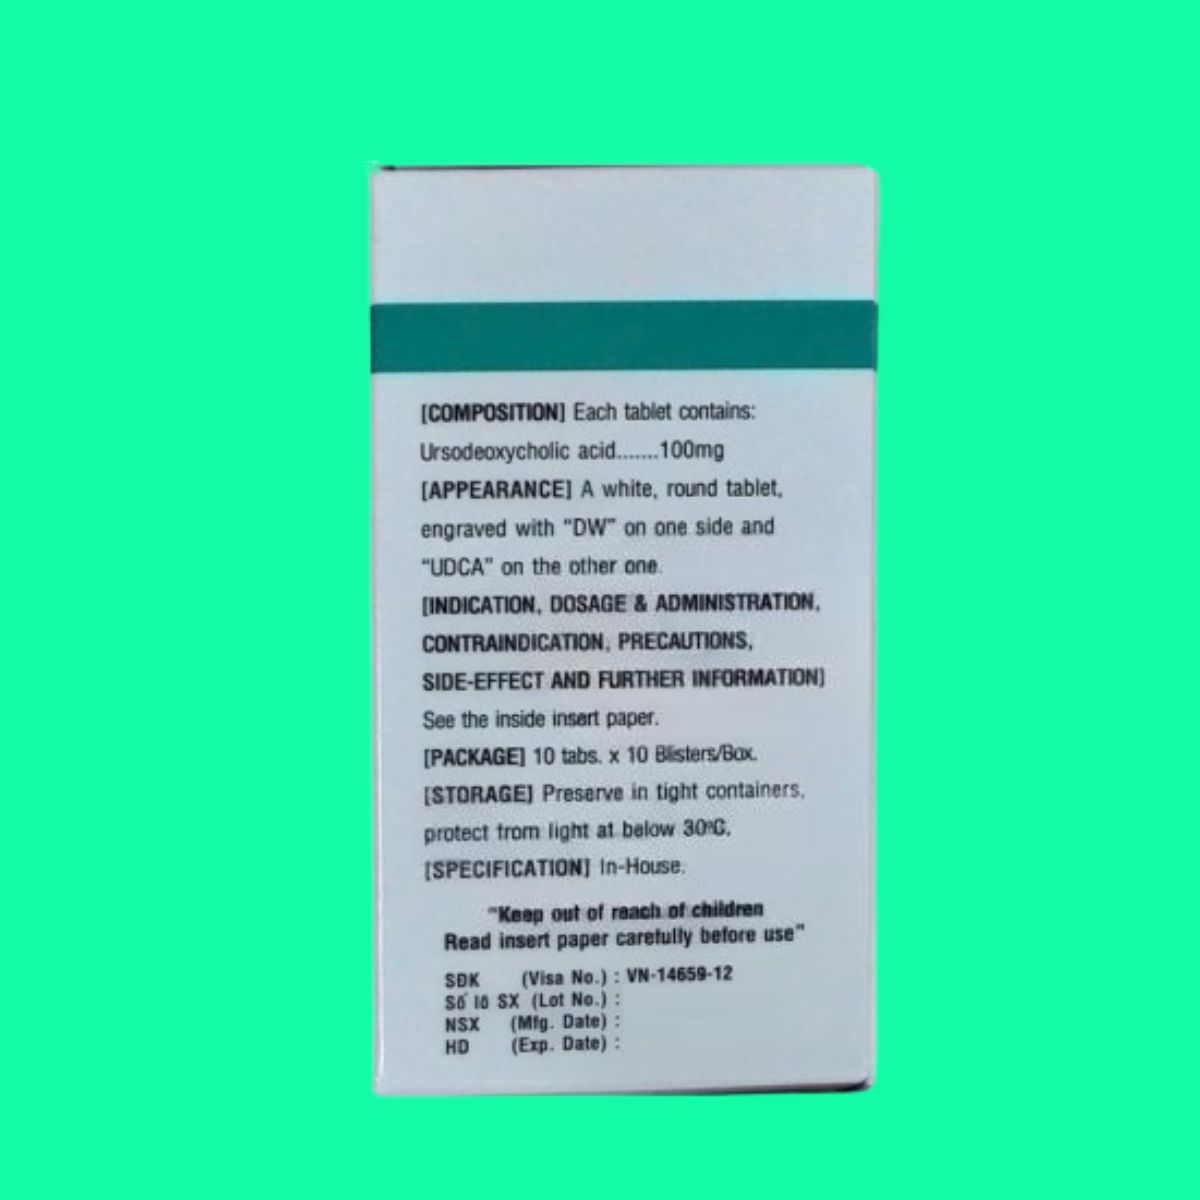 [COMPOSITION] Each tablet contains:
Ursodeoxycholic acid.......100mg
[APPEARANCE] A white, round tablet,
engraved with “DW” on one side and
“UDCA” on the other one.
[INDICATION, DOSAGE & ADMINISTRATION,
CONTRAINDICATION, PRECAUTIONS,
SIDE-EFFECT AND FURTHER INFORMATION]
See the inside insert paper.
[PACKAGE] 10 tabs. x 10 Blisters/Box.
[STORAGE] Preserve in tight containers,
protect from light at below 30ºC.
[SPECIFICATION] In-House.
“Keep out of reach of children
Read insert paper carefully before use”
SĐK (Visa No.) : VN-14659-12
Số lô SX (Lot No.) :
NSX (Mfg. Date) :
HD (Exp. Date) :